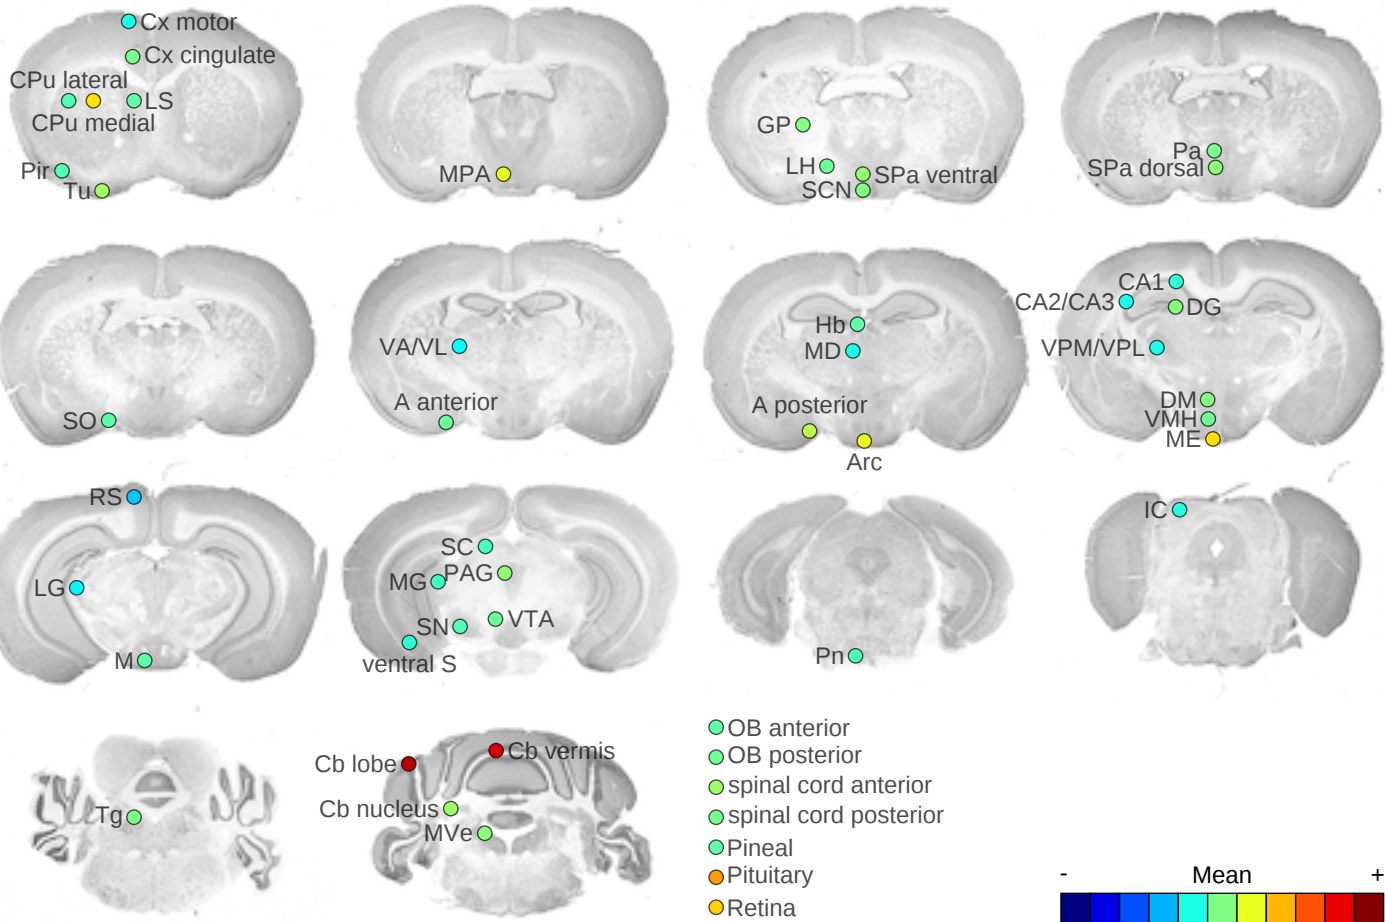 Cx motor
Cx cingulate
CPu lateral
LS
CPu medial
Pir
Tu
MPA
GP
LH
SPa ventral
SCN
Pa
SPa dorsal
SO
VA/VL
A anterior
Hb
MD
A posterior
Arc
CA1
CA2/CA3
DG
VPM/VPL
DM
VMH
ME
RS
LG
M
SC
MG
PAG
SN
VTA
ventral S
Pn
IC
Tg
Cb lobe
Cb vermis
Cb nucleus
MVe
OB anterior
OB posterior
spinal cord anterior
spinal cord posterior
Pineal
Pituitary
Retina
- Mean +